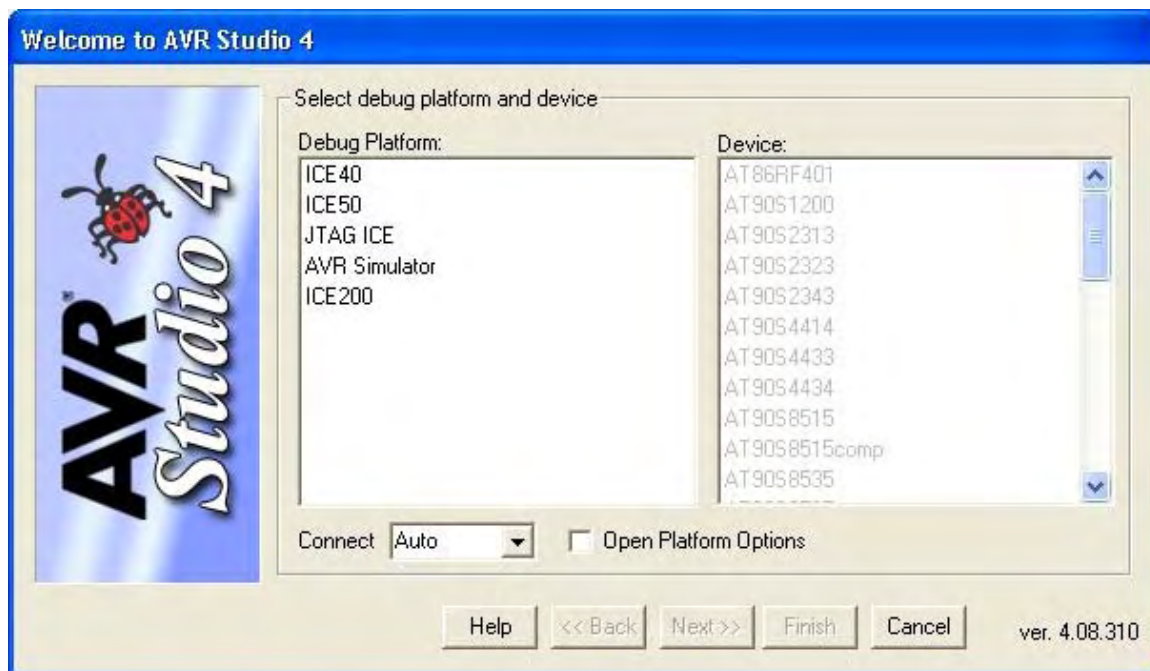 Welcome to AVR Studio 4
AVR®
Studio 4
Select debug platform and device
Debug Platform:
ICE40
ICE50
JTAG ICE
AVR Simulator
ICE200
Device:
AT86RF401
AT90S1200
AT90S2313
AT90S2323
AT90S2343
AT90S4414
AT90S4433
AT90S4434
AT90S8515
AT90S8515comp
AT90S8535
Connect Auto Open Platform Options
Help << Back Next >> Finish Cancel ver. 4.08.310